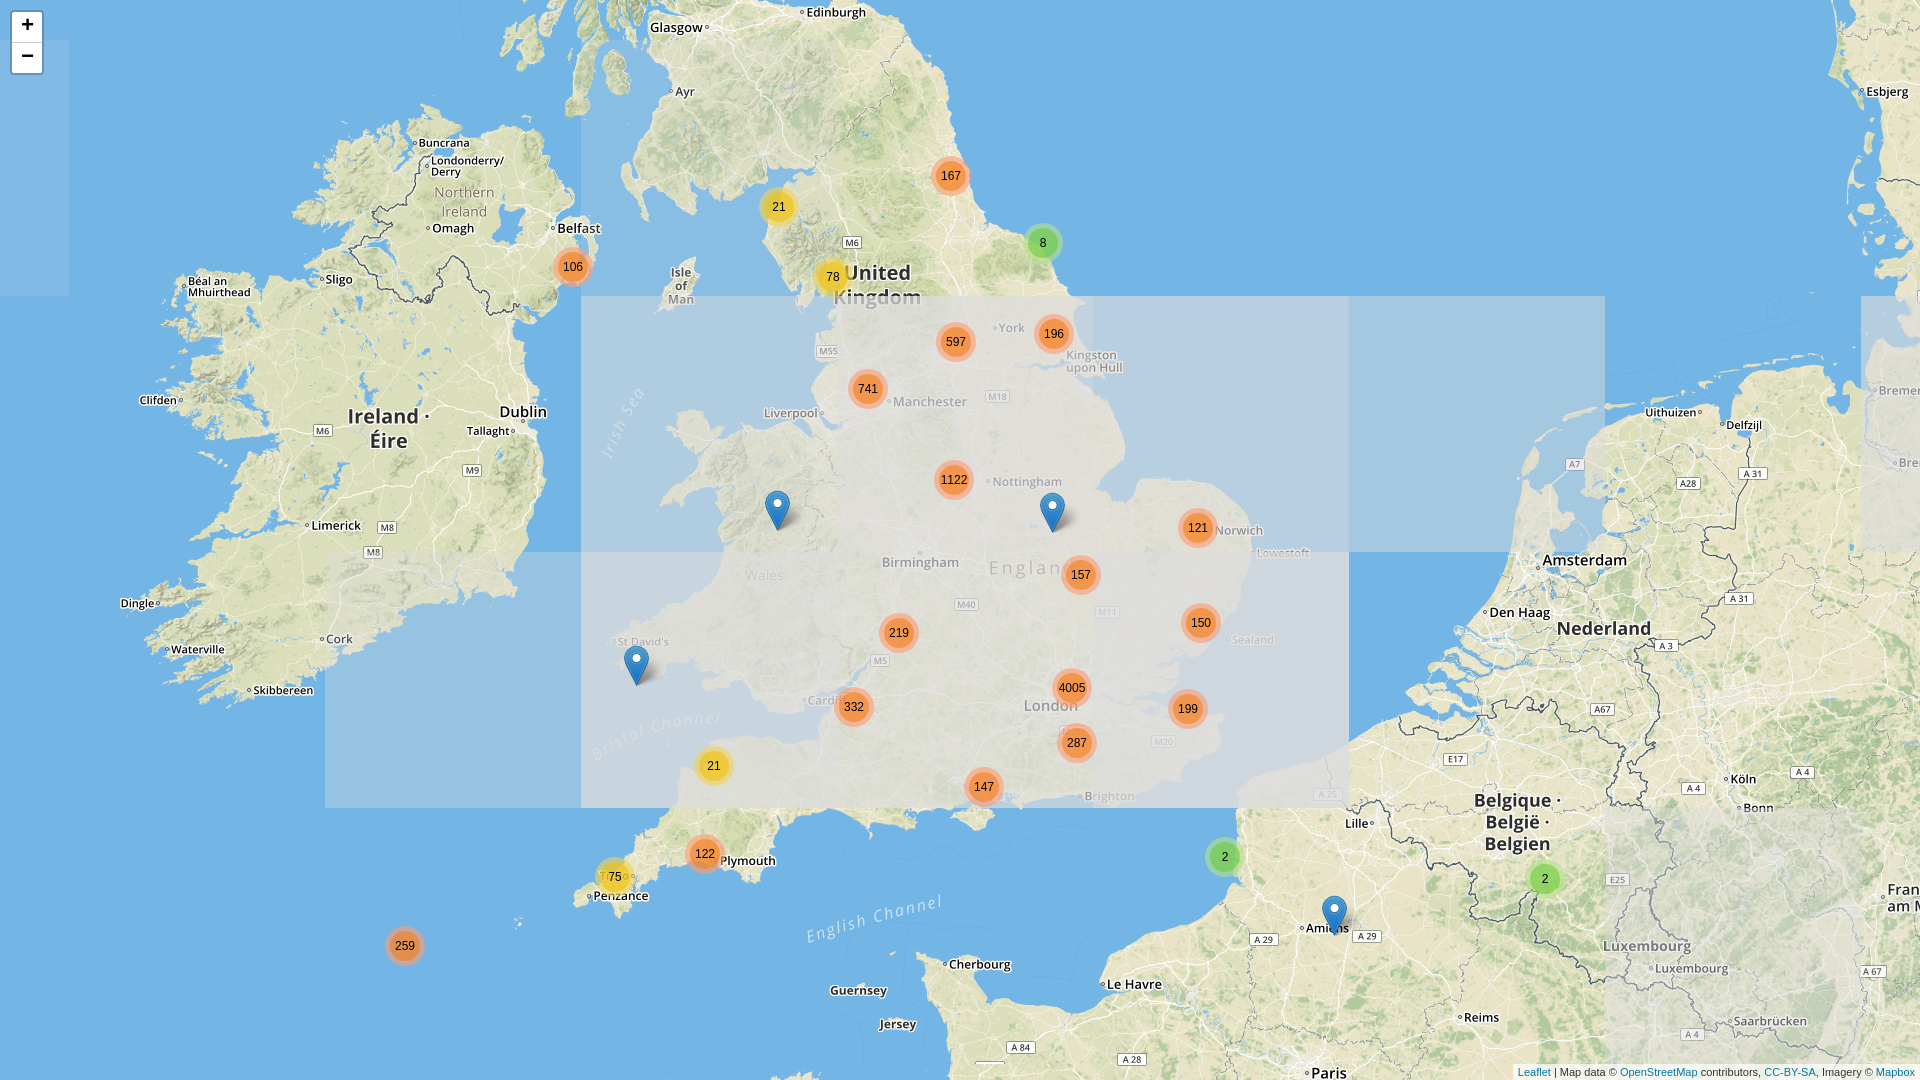 +
−
Edinburgh
Glasgow
Ayr
Esbjerg
Buncrana
Londonderry/
Derry
Northern
Ireland
Omagh
Belfast
167
21
8
M6
106
78
United
Kingdom
Isle
of
Man
Sligo
Béal an
Mhuirthead
York
196
597
M55
Kingston
upon Hull
741
Manchester
M18
Liverpool
Irish Sea
Clifden
Dublin
Ireland ·
Éire
M6
Tallaght
M9
Uithuizen
Delfzijl
Bremer
Bre
A7
A 31
A28
1122
Nottingham
121
Norwich
Lowestoft
Limerick
M8
M8
Birmingham
Englan
157
Wales
Amsterdam
A 31
Den Haag
Nederland
A 3
Dingle
Cork
Waterville
Skibbereen
M40
M11
219
150
Sealand
St David's
M5
4005
London
199
Cardiff
332
287
M20
Bristol Channel
21
147
Brighton
A 25
A67
E17
Köln
A 4
A 4
Bonn
Belgique ·
België ·
Belgien
Lille
2
2
E25
122
Plymouth
75
Penzance
259
English Channel
Amiens
A 29
A 29
Fran
am M
Luxembourg
Luxembourg
A 67
Cherbourg
Le Havre
Guernsey
Jersey
Reims
Saarbrücken
A 4
A 84
A 28
Paris
Leaflet | Map data © OpenStreetMap contributors, CC-BY-SA, Imagery © Mapbox